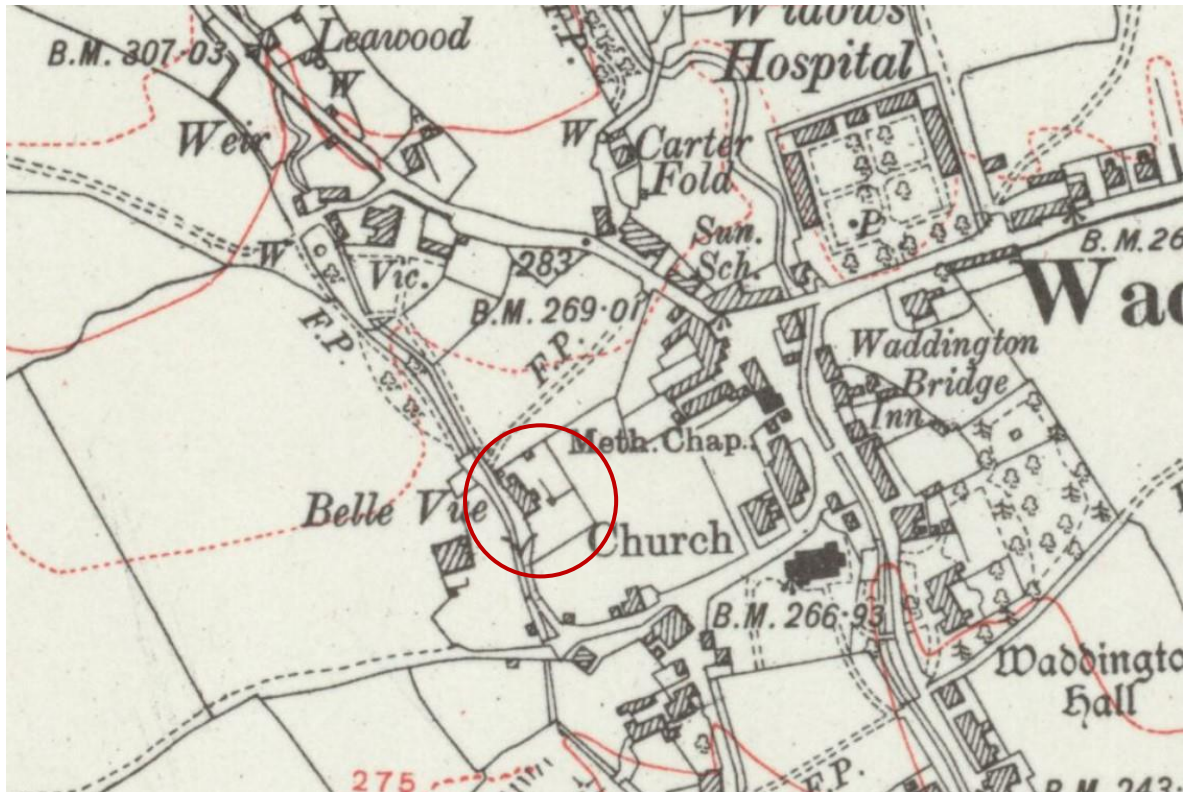 Widows
Hospital
Leawood
B.M. 307·03
F.P.
W
Weir
W
Carter
Fold
P
Sun.
Sch.
B.M. 26
W
Vic.
283
B.M. 269·01
Wad
F.P.
F.P.
Waddington
Bridge
Inn
Meth. Chap.
Belle Vue
Church
B.M. 266·93
Waddingto
Hall
275
F.P.
B.M. 243·